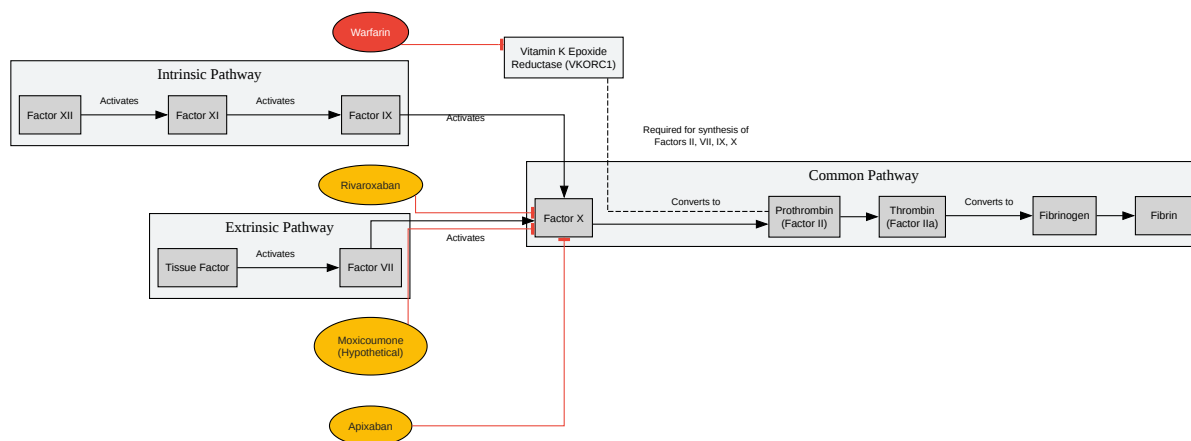 Warfarin
Vitamin K Epoxide
Reductase (VKORC1)
Intrinsic Pathway
Factor XII
Activates
Factor XI
Activates
Factor IX
Activates
Required for synthesis of
Factors II, VII, IX, X
Rivaroxaban
Common Pathway
Factor X
Converts to
Prothrombin
(Factor II)
Thrombin
(Factor IIa)
Converts to
Fibrinogen
Fibrin
Extrinsic Pathway
Tissue Factor
Activates
Factor VII
Activates
Moxicoumone
(Hypothetical)
Apixaban